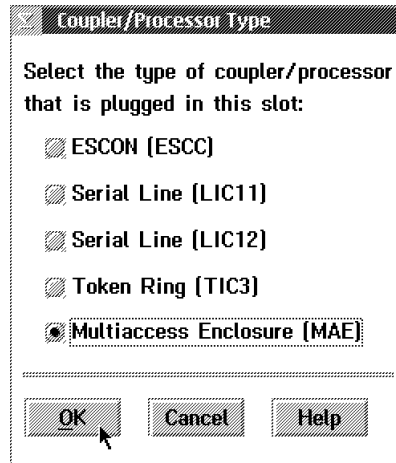 Coupler/Processor Type
Select the type of coupler/processor
that is plugged in this slot:
ESCON (ESCC)
Serial Line (LIC11)
Serial Line (LIC12)
Token Ring (TIC3)
Multiaccess Enclosure (MAE)
OK Cancel Help